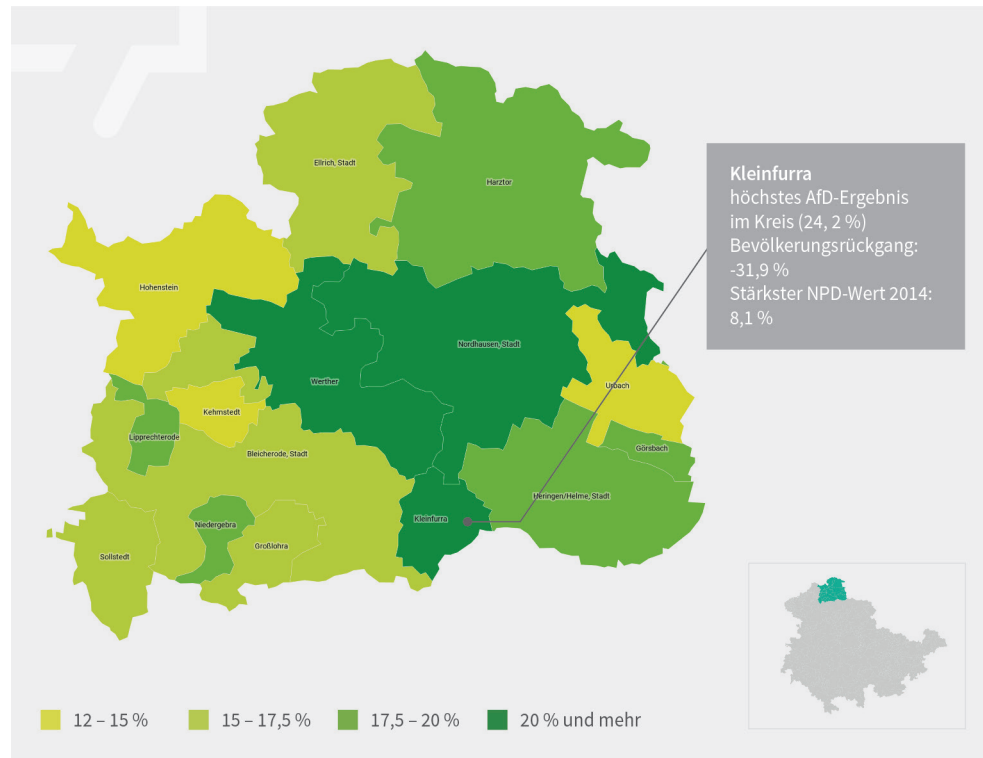 Ellrich, Stadt
Harztor
Kleinfurra
höchstes AfD-Ergebnis
im Kreis (24, 2 %)
Bevölkerungsrückgang:
-31,9 %
Stärkster NPD-Wert 2014:
8,1 %
Hohenstein
Nordhausen, Stadt
Werther
Urbach
Kehmstedt
Lipprechterode
Bleicherode, Stadt
Görsbach
Heringen/Helme, Stadt
Kleinfurra
Niedergebra
Großlohra
Sollstedt
12 – 15 %
15 – 17,5 %
17,5 – 20 %
20 % und mehr